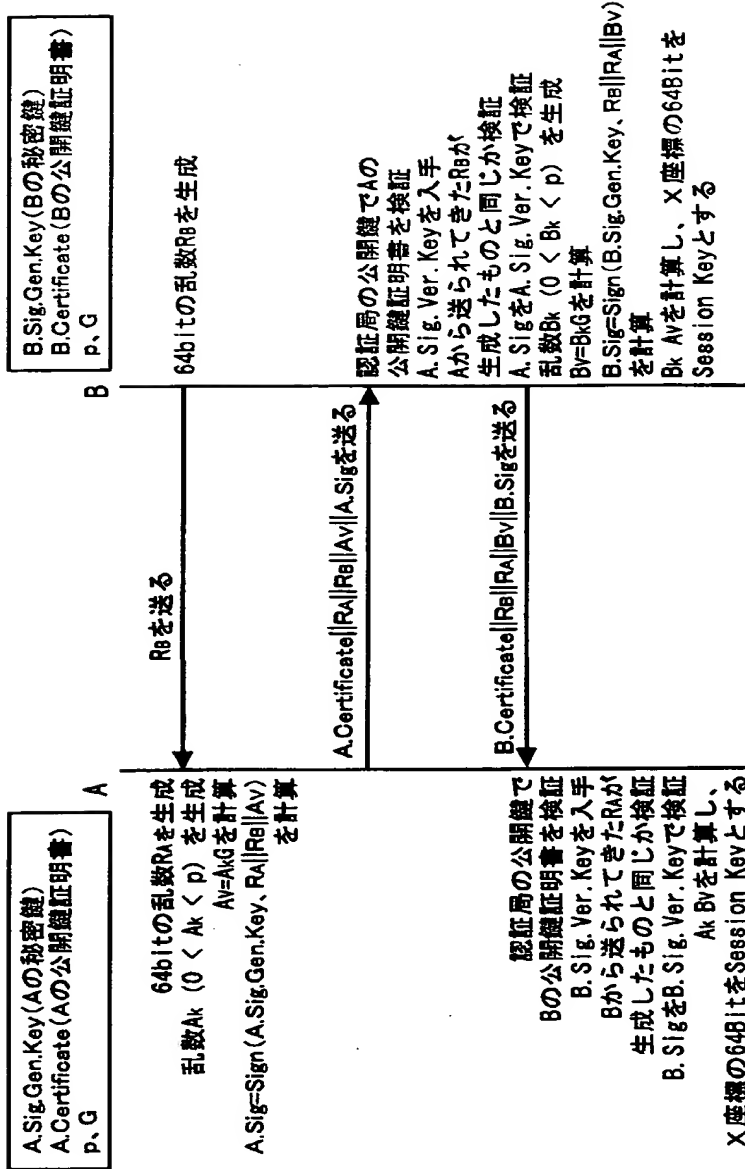 A.Sig.Gen.Key(Aの秘密鍵)
A.Certificate(Aの公開鍵証明書)
p、G
B.Sig.Gen.Key(Bの秘密鍵)
B.Certificate(Bの公開鍵証明書)
p、G
A
B
64bitの乱数RBを生成
RBを送る
64bitの乱数RAを生成
乱数Ak (0 < Ak < p) を生成
Av=AkGを計算
A.Sig=Sign(A.Sig.Gen.Key、RA||RB||Av)
を計算
A.Certificate||RA||RB||Av||A.Sigを送る
認証局の公開鍵でAの
公開鍵証明書を検証
A.Sig.Ver.Keyを入手
Aから送られてきたRBが
生成したものと同じか検証
A.SigをA.Sig.Ver.Keyで検証
乱数Bk (0 < Bk < p) を生成
Bv=BkGを計算
B.Sig=Sign(B.Sig.Gen.Key、RB||RA||Bv)
を計算
B.Certificate||RB||RA||Bv||B.Sigを送る
Bk Avを計算し、X座標の64Bitを
Session Keyとする
認証局の公開鍵で
Bの公開鍵証明書を検証
B.Sig.Ver.Keyを入手
Bから送られてきたRAが
生成したものと同じか検証
B.SigをB.Sig.Ver.Keyで検証
Ak Bvを計算し、
X座標の64BitをSession Keyとする